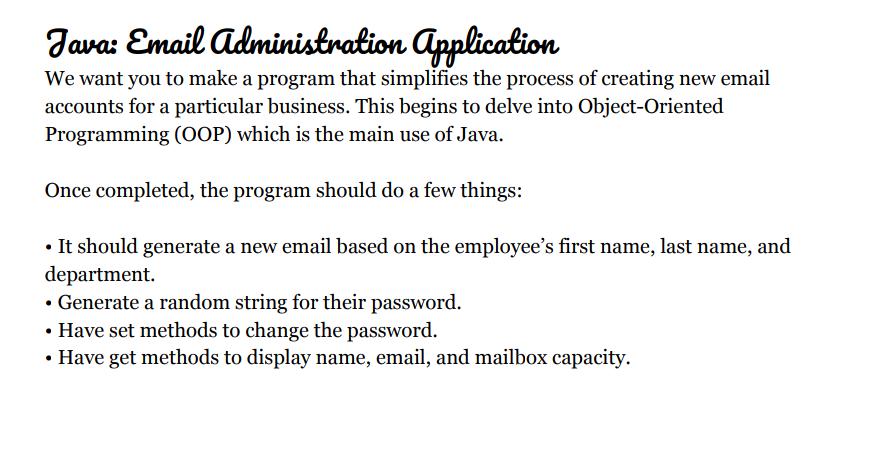 Java: Email Administration Application
We want you to make a program that simplifies the process of creating new email
accounts for a particular business. This begins to delve into Object-Oriented
Programming (OOP) which is the main use of Java.
Once completed, the program should do a few things:
• It should generate a new email based on the employee’s first name, last name, and
department.
• Generate a random string for their password.
• Have set methods to change the password.
• Have get methods to display name, email, and mailbox capacity.